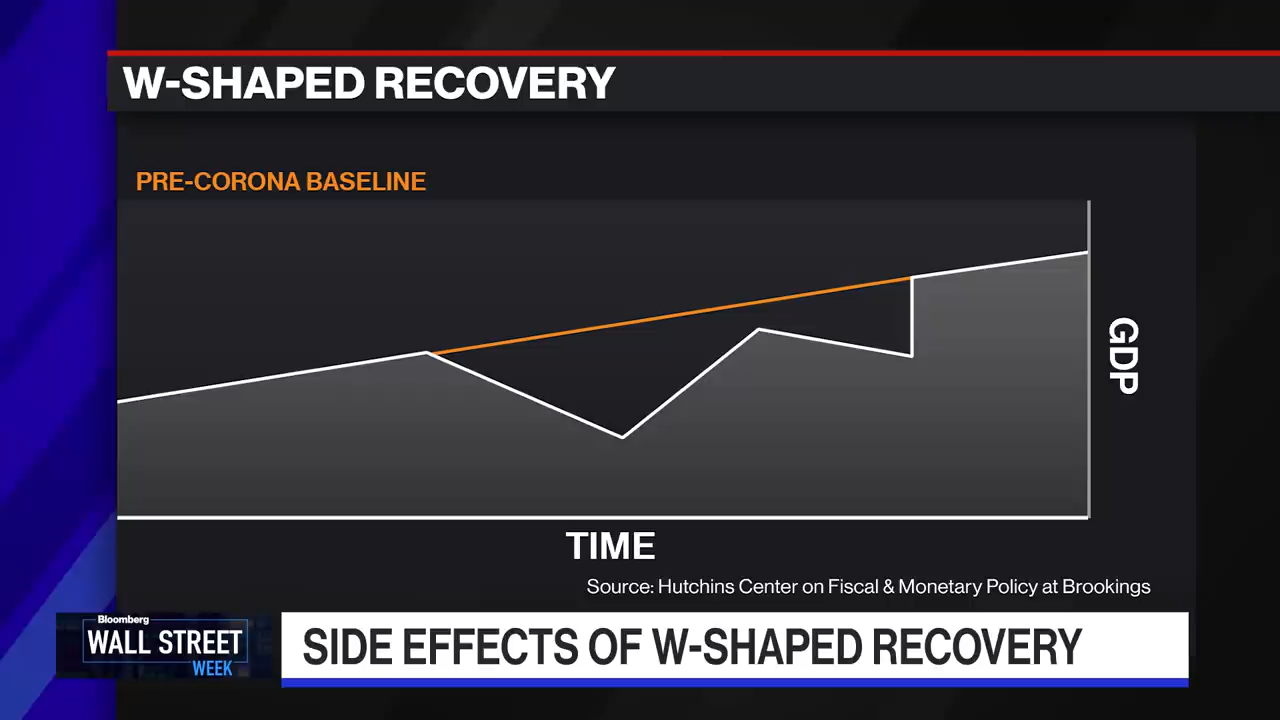 W-SHAPED RECOVERY
PRE-CORONA BASELINE
GDP
TIME
Source: Hutchins Center on Fiscal & Monetary Policy at Brookings
Bloomberg
WALL STREET
WEEK
SIDE EFFECTS OF W-SHAPED RECOVERY